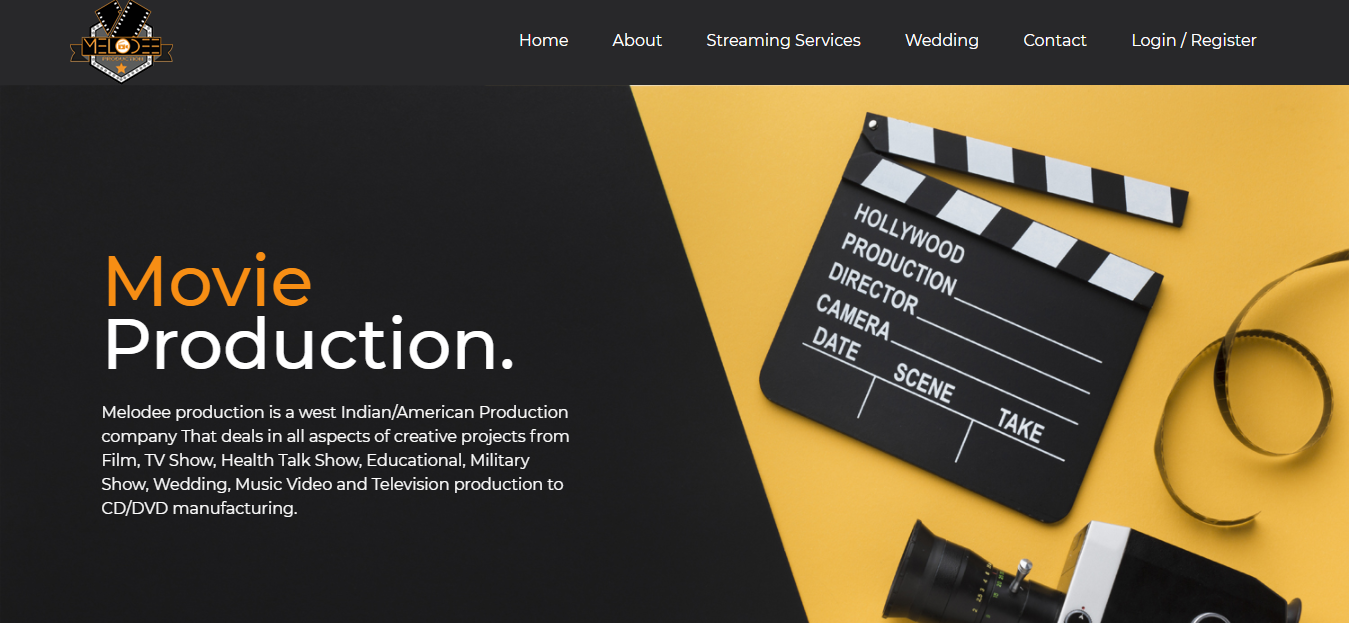 MELODEE
PRODUCTION
Home About Streaming Services Wedding Contact Login / Register
Movie
Production.
Melodee production is a west Indian/American Production
company That deals in all aspects of creative projects from
Film, TV Show, Health Talk Show, Educational, Military
Show, Wedding, Music Video and Television production to
CD/DVD manufacturing.
HOLLYWOOD
PRODUCTION
DIRECTOR
CAMERA
DATE SCENE TAKE